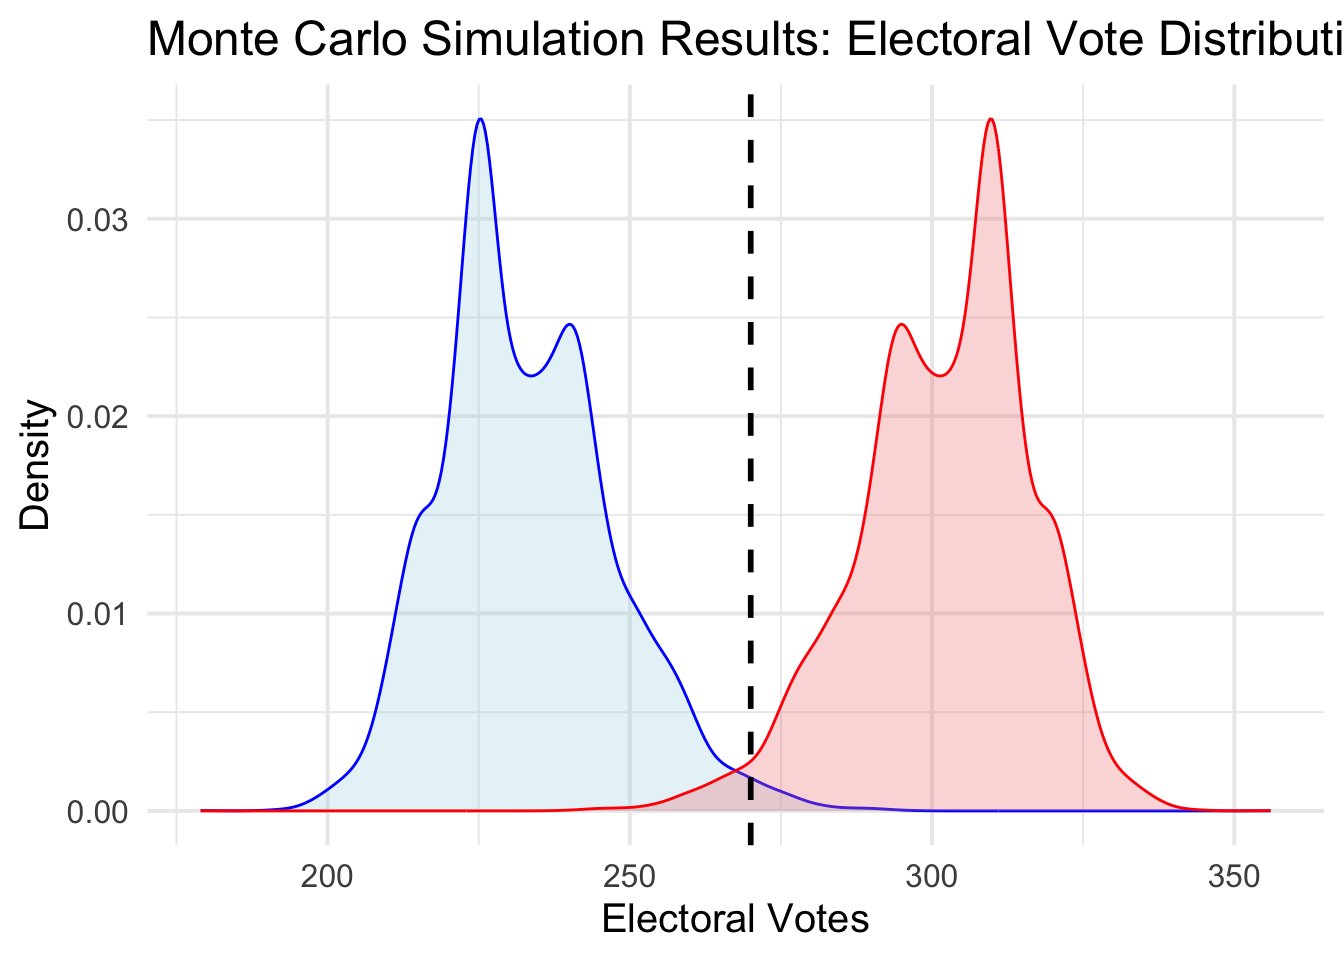 Monte Carlo Simulation Results: Electoral Vote Distributi
0.03
0.02
0.01
0.00
Density
200 250 300 350
Electoral Votes